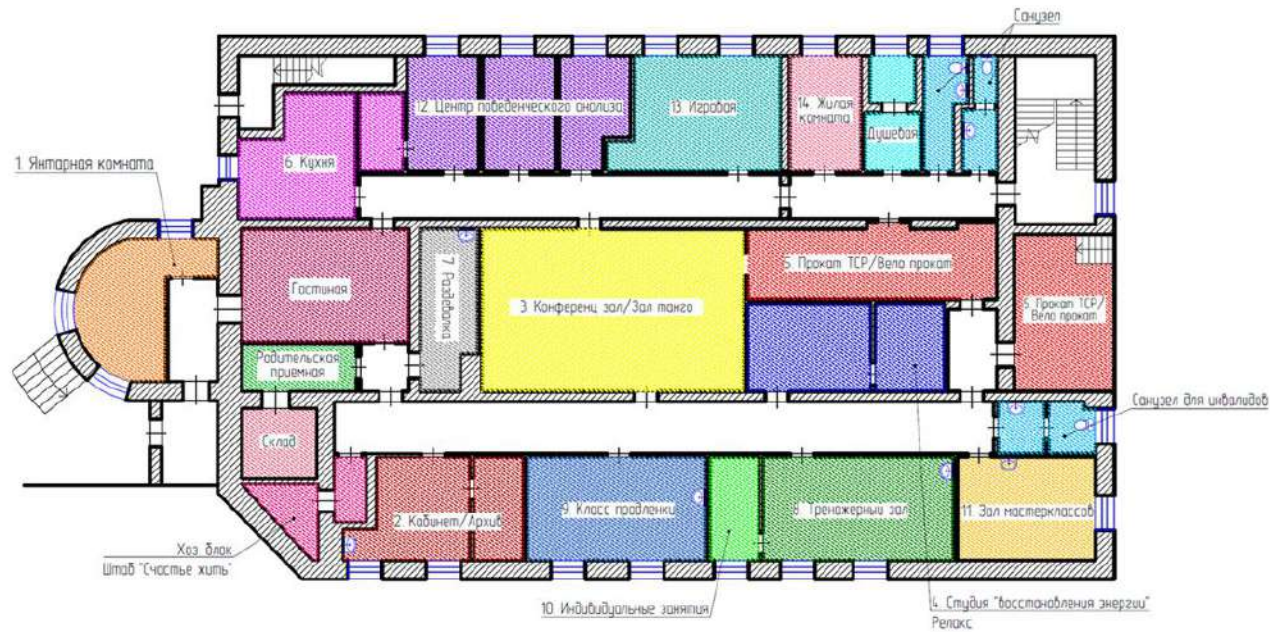 Санузел
12. Центр поведенческого анализа
13. Игровая
14. Жилая
комната
Душевая
6. Кухня
1. Янтарная комната
Гостиная
7. Раздевалка
3. Конференц зал/Зал танго
5. Прокат ТСР/Вело прокат
5. Прокат ТСР/
Вело прокат
Родительская
приемная
Склад
Санузел для инвалидов
2. Кабинет/Архив
9. Класс продленки
8. Тренажерный зал
11. Зал мастерклассов
Хоз. блок
Штаб "Счастье жить"
10. Индивидуальные занятия
4. Студия "восстановления энергии"
Релакс